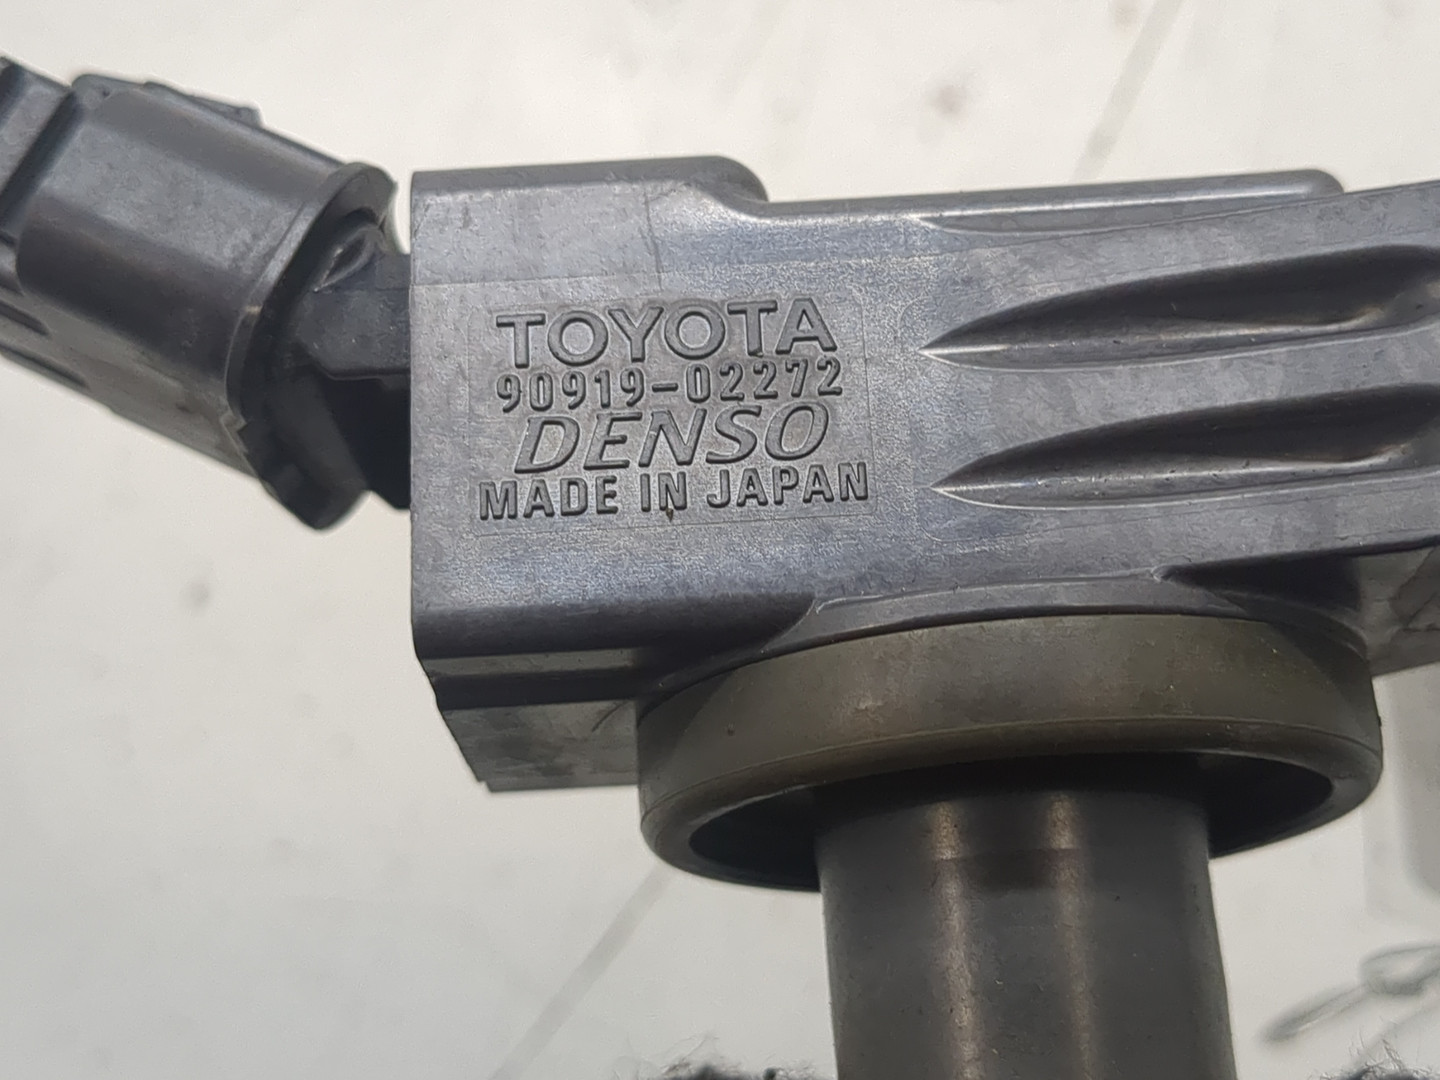 TOYOTA
90919-02272
DENSO
MADE IN JAPAN